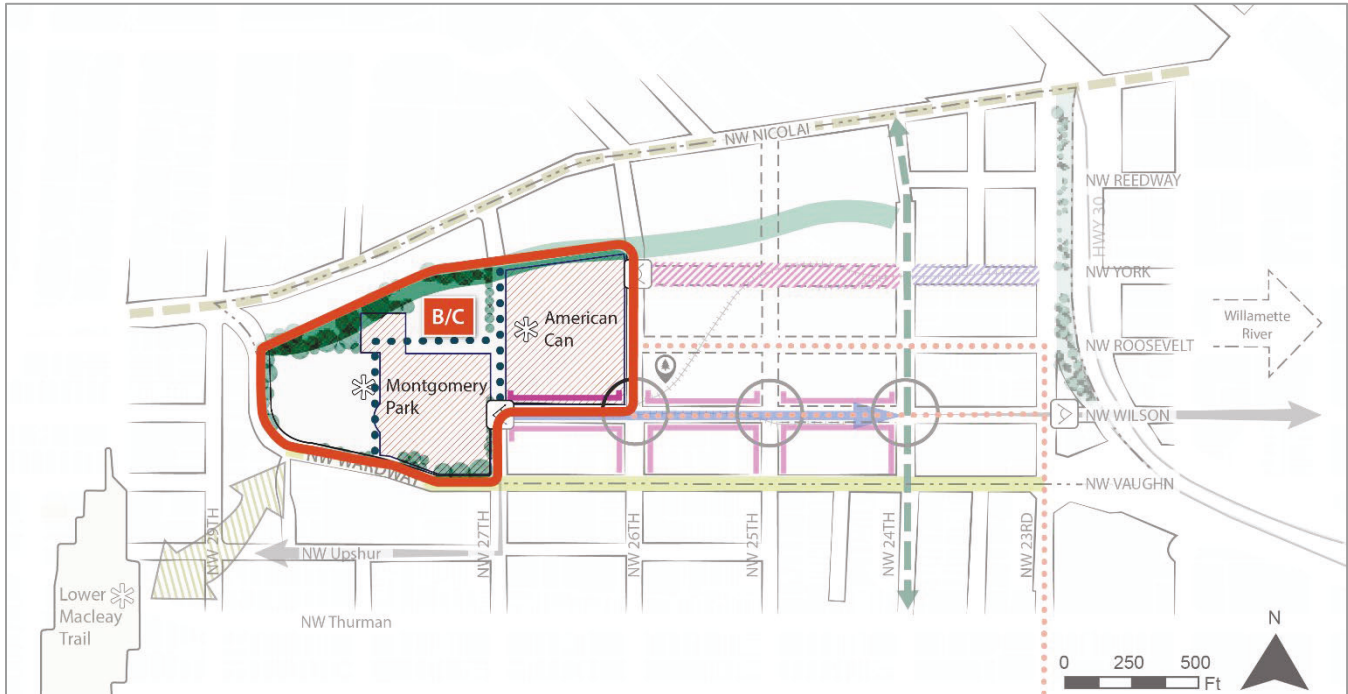 NW NICOLAI
NW REEDWAY
HWY 30
NW YORK
B/C
American
Can
Willamette
River
NW ROOSEVELT
Montgomery
Park
NW WILSON
NW WARDWAY
NW VAUGHN
NW 29TH
NW 27TH
NW 26TH
NW 25TH
NW 24TH
NW 23RD
NW Upshur
Lower
Macleay
Trail
NW Thurman
N
0 250 500
Ft